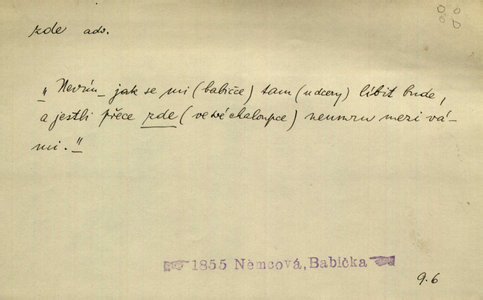 zde adv.
„Nevím, jak se mi (babičce) tam (u dcery) líbit bude,
a jestli přece zde (ve své chaloupce) neumru mezi vá-
mi."
1855 Němcová, Babička
9.6